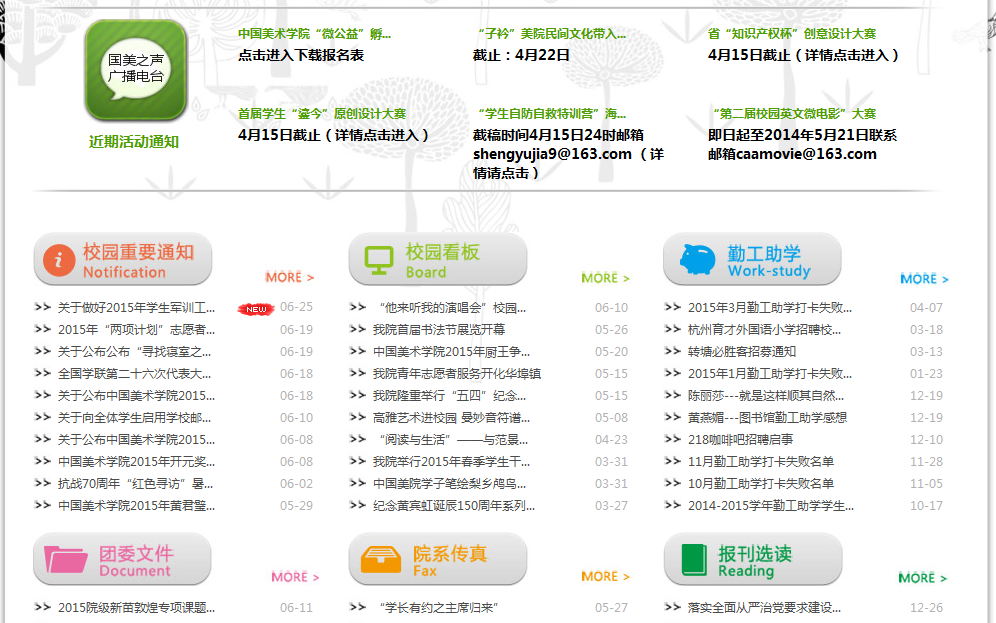 国美之声
广播电台
近期活动通知
中国美术学院“微公益”孵...
点击进入下载报名表
“子衿”美院民间文化带入...
截止：4月22日
省“知识产权杯”创意设计大赛
4月15日截止（详情点击进入）
首届学生“鎏今”原创设计大赛
4月15日截止（详情点击进入）
“学生自防自救特训营”海...
截稿时间4月15日24时邮箱
shengyujia9@163.com （详
情请点击）
“第二届校园英文微电影”大赛
即日起至2014年5月21日联系
邮箱caamovie@163.com
校园重要通知
Notification
MORE >
关于做好2015年学生军训工... NEW 06-25
2015年“两项计划”志愿者... 06-19
关于公布公布“寻找寝室之... 06-19
全国学联第二十六次代表大... 06-18
关于公布中国美术学院2015... 06-18
关于向全体学生启用学校邮... 06-10
关于公布中国美术学院2015... 06-08
中国美术学院2015年开元奖... 06-08
抗战70周年“红色寻访”暑... 06-02
中国美术学院2015年黄君璧... 05-29
校园看板
Board
MORE >
“他来听我的演唱会”校园... 06-10
我院首届书法节展览开幕 05-26
中国美术学院2015年厨王争... 05-20
我院青年志愿者服务开化华埠镇 05-15
我院隆重举行“五四”纪念... 05-15
高雅艺术进校园 曼妙音符谱... 05-08
“阅读与生活”——与范景... 04-23
我院举行2015年春季学生干... 03-31
中国美院学子笔绘梨乡鸬鸟... 03-31
纪念黄宾虹诞辰150周年系列... 03-27
勤工助学
Work-study
MORE >
2015年3月勤工助学打卡失败... 04-07
杭州育才外国语小学招聘校... 03-18
转塘必胜客招募通知 03-13
2015年1月勤工助学打卡失败... 01-23
陈丽莎---就是这样顺其自然... 12-19
黄燕媚---图书馆勤工助学感想 12-19
218咖啡吧招聘启事 12-10
11月勤工助学打卡失败名单 11-28
10月勤工助学打卡失败名单 11-05
2014-2015学年勤工助学学生... 10-17
团委文件
Document
MORE >
2015院级新苗敦煌专项课题... 06-11
院系传真
Fax
MORE >
“学长有约之主席归来” 05-27
报刊选读
Reading
MORE >
落实全面从严治党要求建设... 12-26